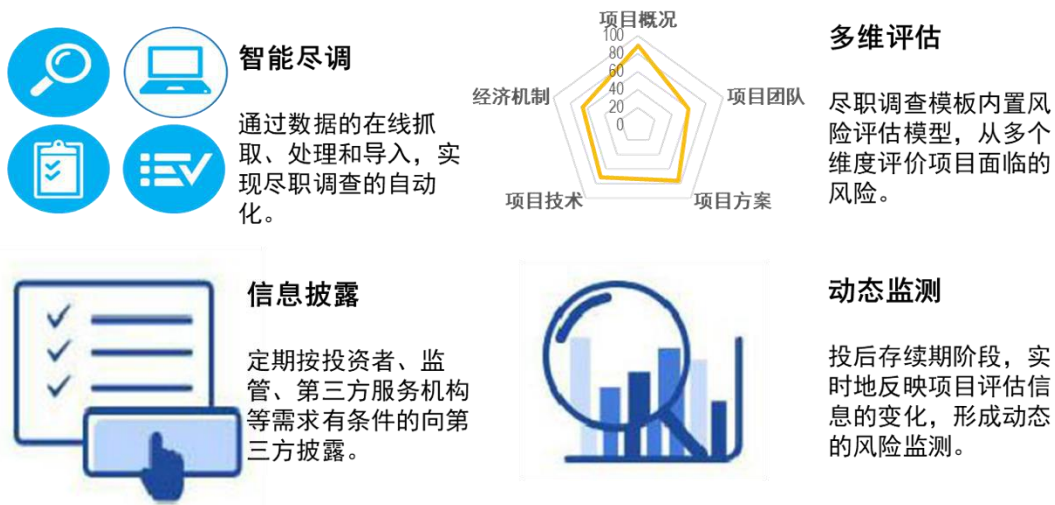 智能尽调
通过数据的在线抓
取、处理和导入，实
现尽职调查的自动
化。
项目概况
100
80
60
40
20
0
经济机制
项目团队
项目技术
项目方案
多维评估
尽职调查模板内置风
险评估模型，从多个
维度评价项目面临的
风险。
信息披露
定期按投资者、监
管、第三方服务机构
等需求有条件的向第
三方披露。
动态监测
投后存续期阶段，实
时地反映项目评估信
息的变化，形成动态
的风险监测。